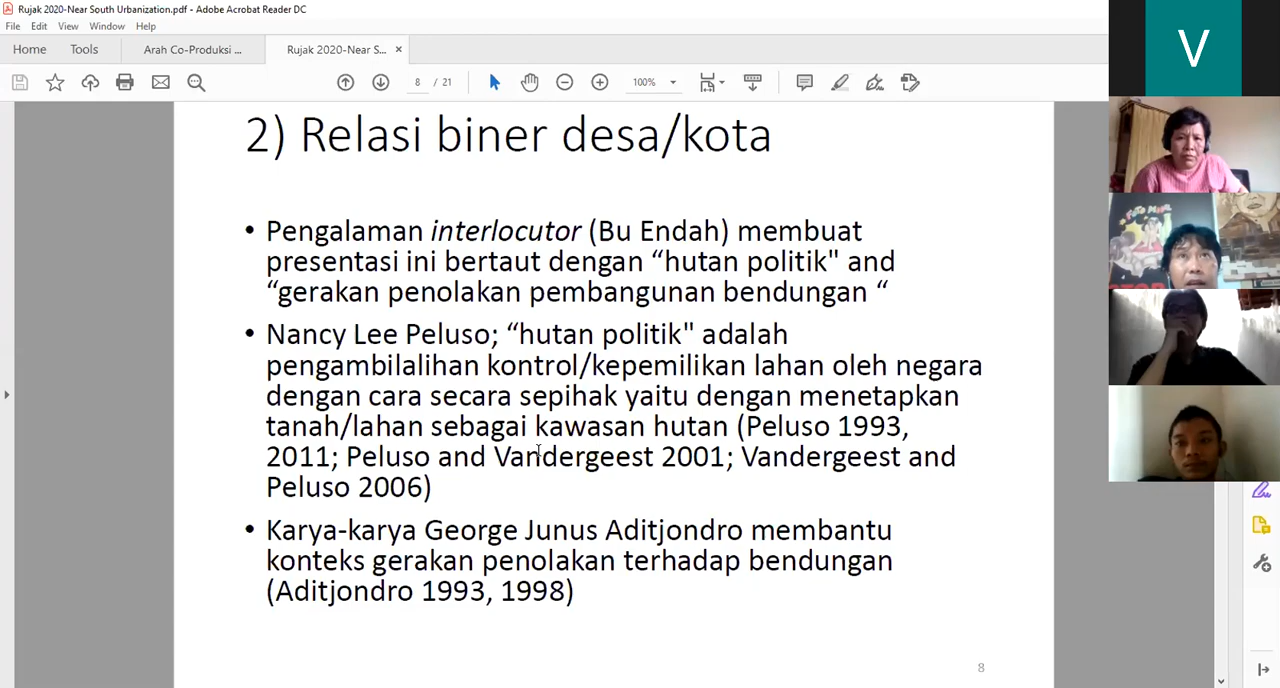 Rujak 2020-Near South Urbanization.pdf - Adobe Acrobat Reader DC
File Edit View Window Help
Home Tools Arah Co-Produksi ... Rujak 2020-Near S... ×
8 / 21 100%
V
2) Relasi biner desa/kota
• Pengalaman interlocutor (Bu Endah) membuat
presentasi ini bertaut dengan “hutan politik" and
“gerakan penolakan pembangunan bendungan “
• Nancy Lee Peluso; “hutan politik" adalah
pengambilalihan kontrol/kepemilikan lahan oleh negara
dengan cara secara sepihak yaitu dengan menetapkan
tanah/lahan sebagai kawasan hutan (Peluso 1993,
2011; Peluso and Vandergeest 2001; Vandergeest and
Peluso 2006)
• Karya-karya George Junus Aditjondro membantu
konteks gerakan penolakan terhadap bendungan
(Aditjondro 1993, 1998)
8